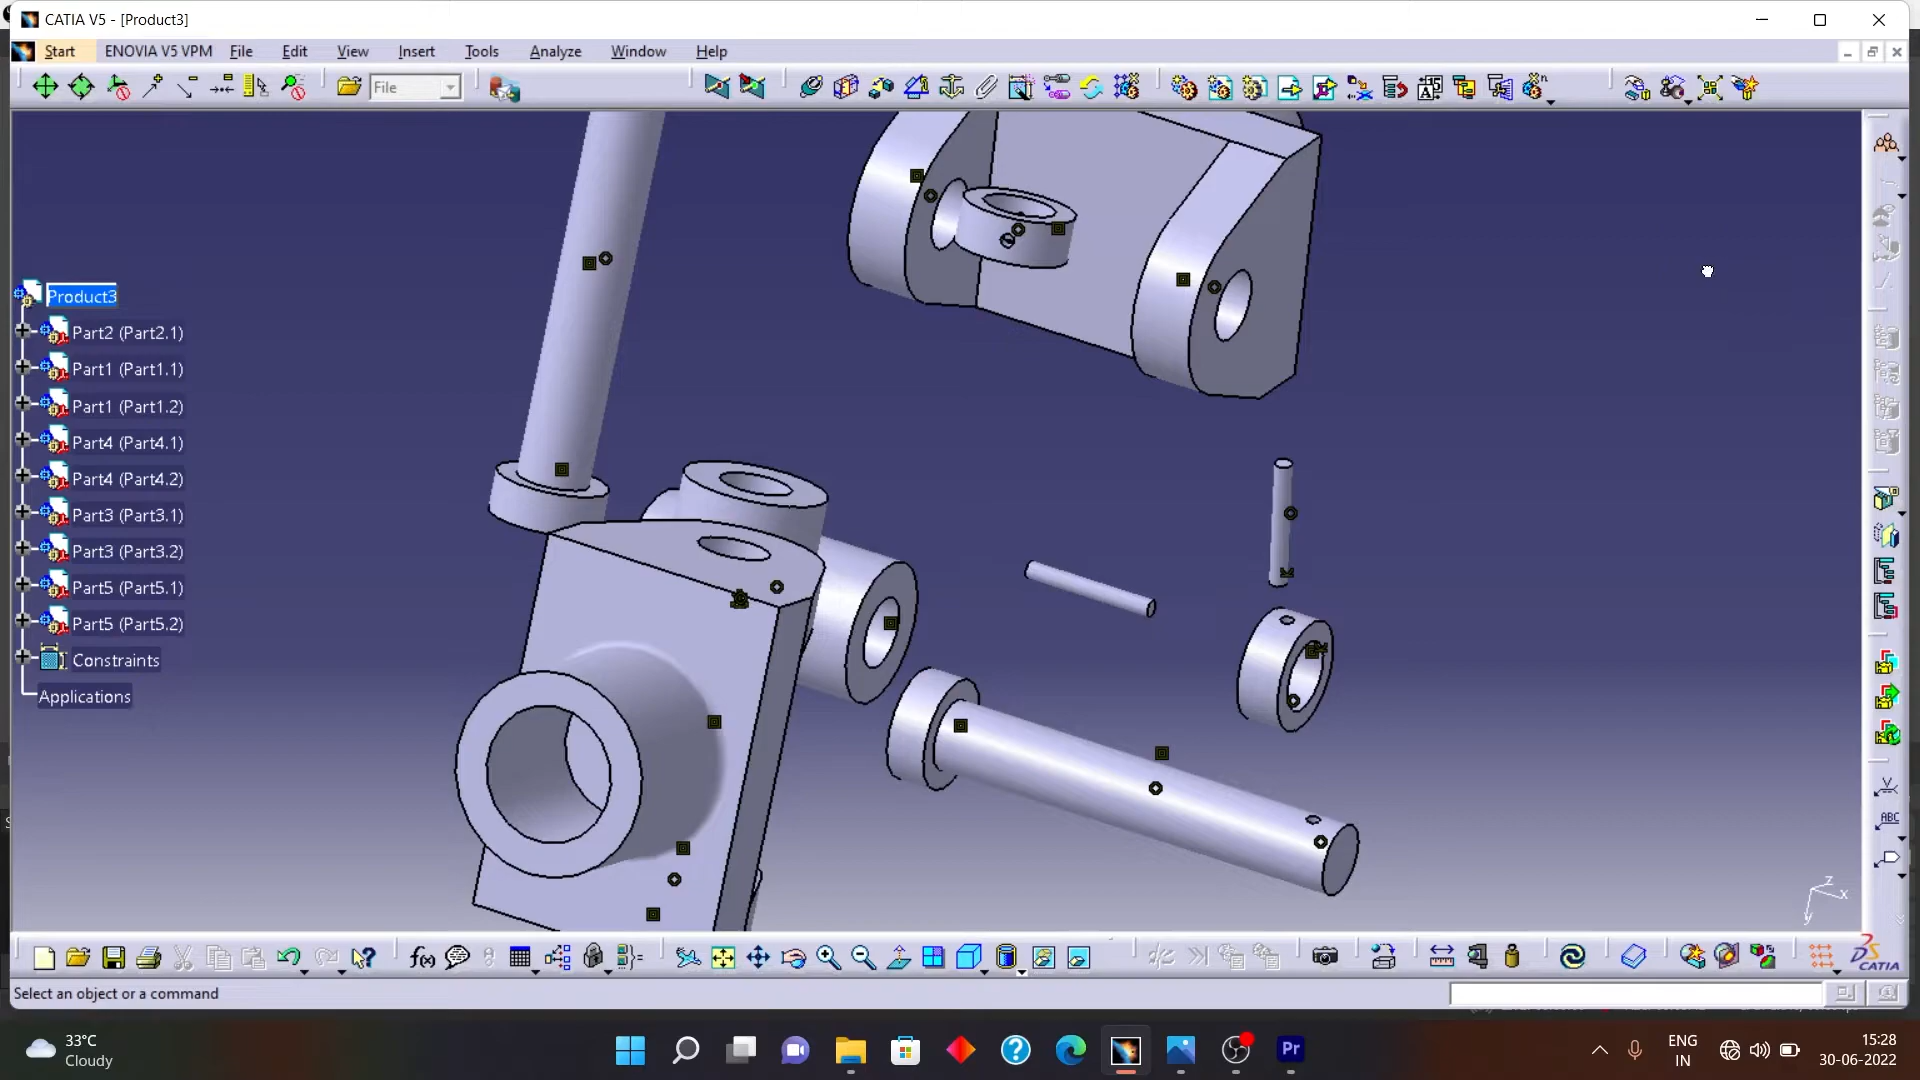 CATIA V5 - [Product3]
Start ENOVIA V5 VPM File Edit View Insert Tools Analyze Window Help
File
Product3
Part2 (Part2.1)
Part1 (Part1.1)
Part1 (Part1.2)
Part4 (Part4.1)
Part4 (Part4.2)
Part3 (Part3.1)
Part3 (Part3.2)
Part5 (Part5.1)
Part5 (Part5.2)
Constraints
Applications
ABC
z
x
f(x)
CATIA
Select an object or a command
33°C
Cloudy
Pr
ENG
IN
15:28
30-06-2022